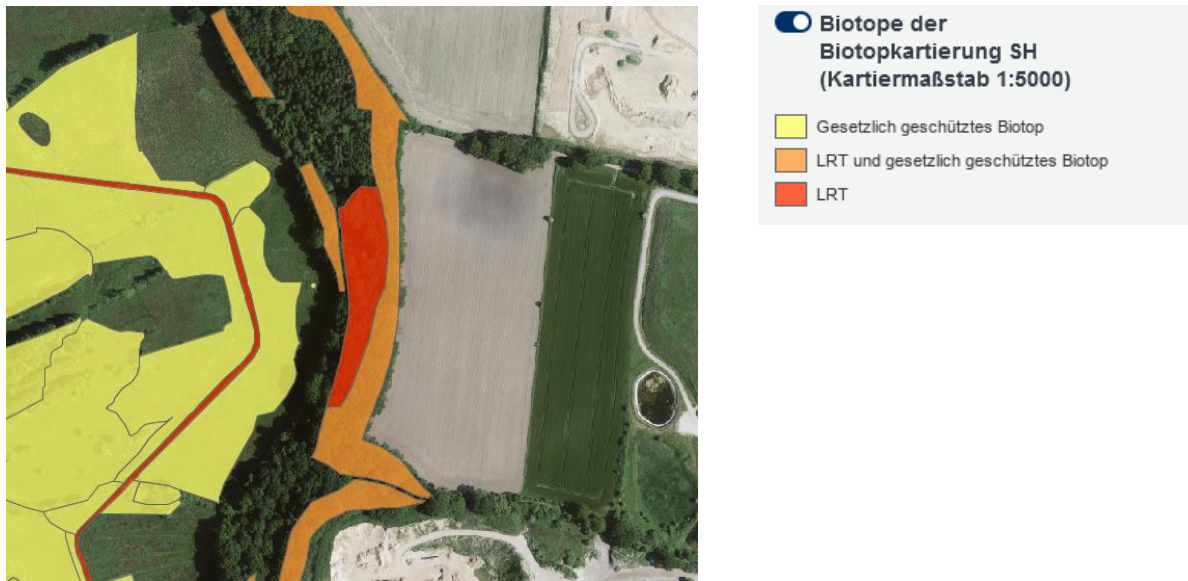 Biotope der
Biotopkartierung SH
(Kartiermaßstab 1:5000)
Gesetzlich geschütztes Biotop
LRT und gesetzlich geschütztes Biotop
LRT